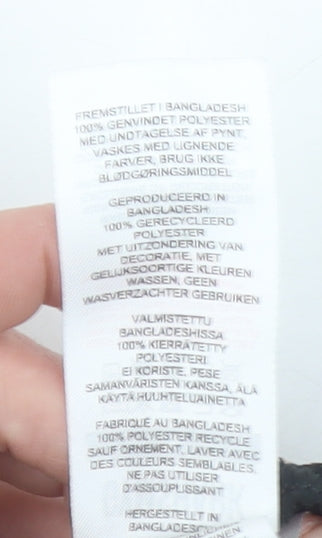 FREMSTILLET I BANGLADESH
100% GENVINDET POLYESTER
MED UNDTAGELSE AF PYNT,
VASKES MED LIGNENDE
FARVER, BRUG IKKE
BLØDGØRINGSMIDDEL
GEPRODUCEERD IN
BANGLADESH
100% GERECYCLEERD
POLYESTER
MET UITZONDERING VAN
DECORATIE, MET
GELIJKSOORTIGE KLEUREN
WASSEN, GEEN
WASVERZACHTER GEBRUIKEN
VALMISTETTU
BANGLADESHISSA
100% KIERRÄTETTY
POLYESTERI
EI KORISTE, PESE
SAMANVÄRISTEN KANSSA, ÄLÄ
KÄYTÄ HUUHTELUAINETTA
FABRIQUÉ AU BANGLADESH
100% POLYESTER RECYCLÉ
SAUF ORNEMENT, LAVER AVEC
DES COULEURS SEMBLABLES,
NE PAS UTILISER
D'ASSOUPLISSANT
HERGESTELLT IN
BANGLADESCH